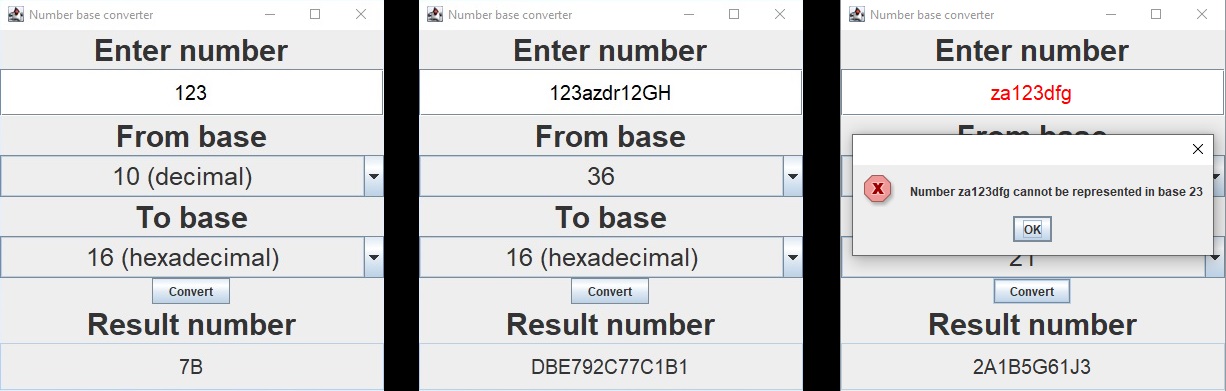 Number base converter
Enter number
123
From base
10 (decimal)
To base
16 (hexadecimal)
Convert
Result number
7B
Number base converter
Enter number
123azdr12GH
From base
36
To base
16 (hexadecimal)
Convert
Result number
DBE792C77C1B1
Number base converter
Enter number
za123dfg
From base
Number za123dfg cannot be represented in base 23
OK
21
Convert
Result number
2A1B5G61J3